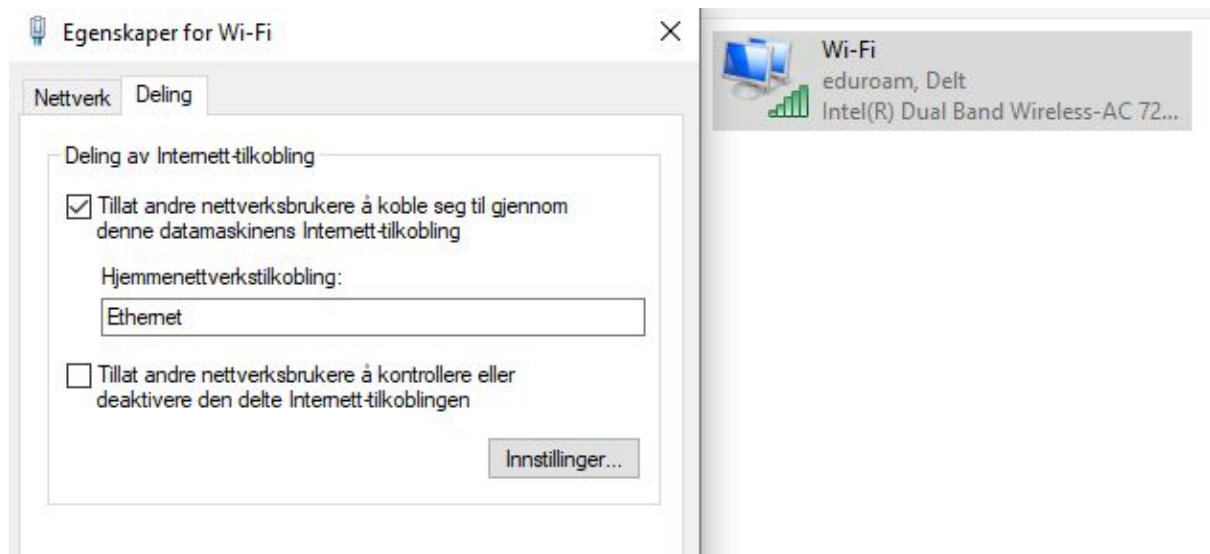 Egenskaper for Wi-Fi
Nettverk
Deling
Deling av Internett-tilkobling
Tillat andre nettverksbrukere å koble seg til gjennom
denne datamaskinens Internett-tilkobling
Hjemmenettverkstilkobling:
Ethernet
Tillat andre nettverksbrukere å kontrollere eller
deaktivere den delte Internett-tilkoblingen
Innstillinger...
Wi-Fi
eduroam, Delt
Intel(R) Dual Band Wireless-AC 72...